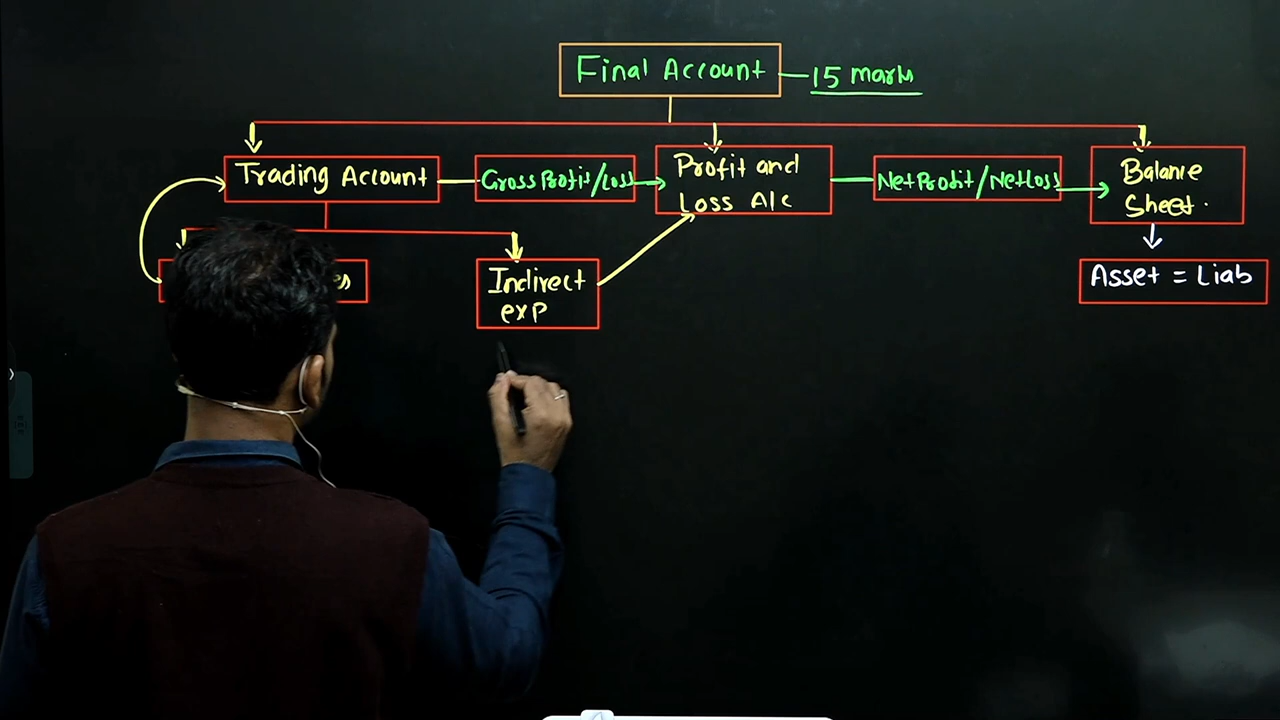 Final Account
15 marks
Trading Account
Gross Profit/Loss
Profit and
Loss A/c
Net Profit/Net Loss
Balance
Sheet.
Indirect
exp
Asset = Liab